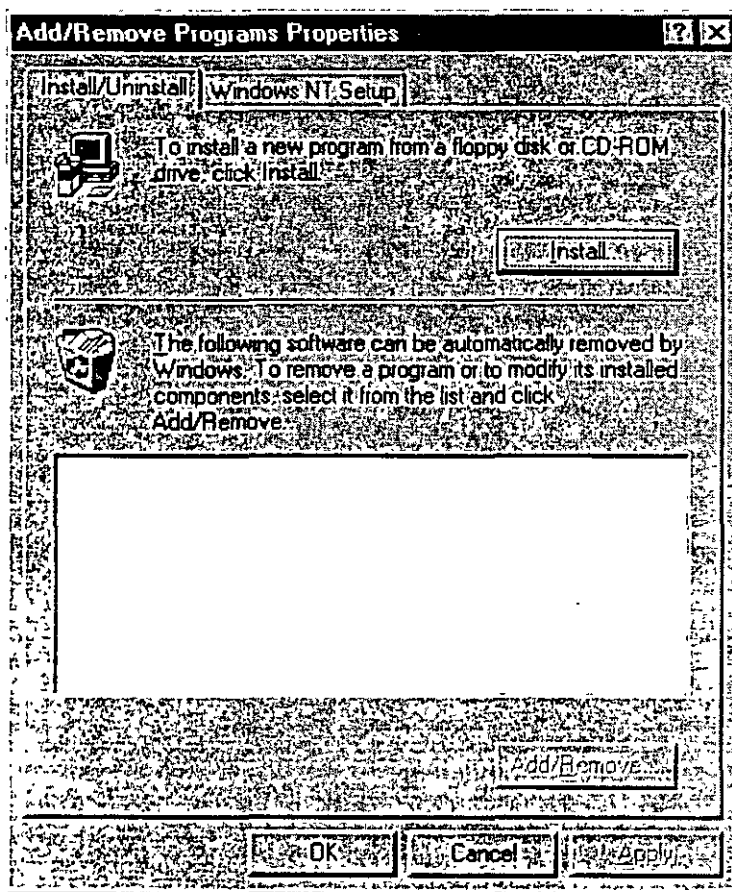 Add/Remove Programs Properties
Install/Uninstall Windows NT Setup
To install a new program from a floppy disk or CD-ROM
drive, click Install.
Install...
The following software can be automatically removed by
Windows. To remove a program or to modify its installed
components, select it from the list and click
Add/Remove.
Add/Remove...
OK Cancel Apply